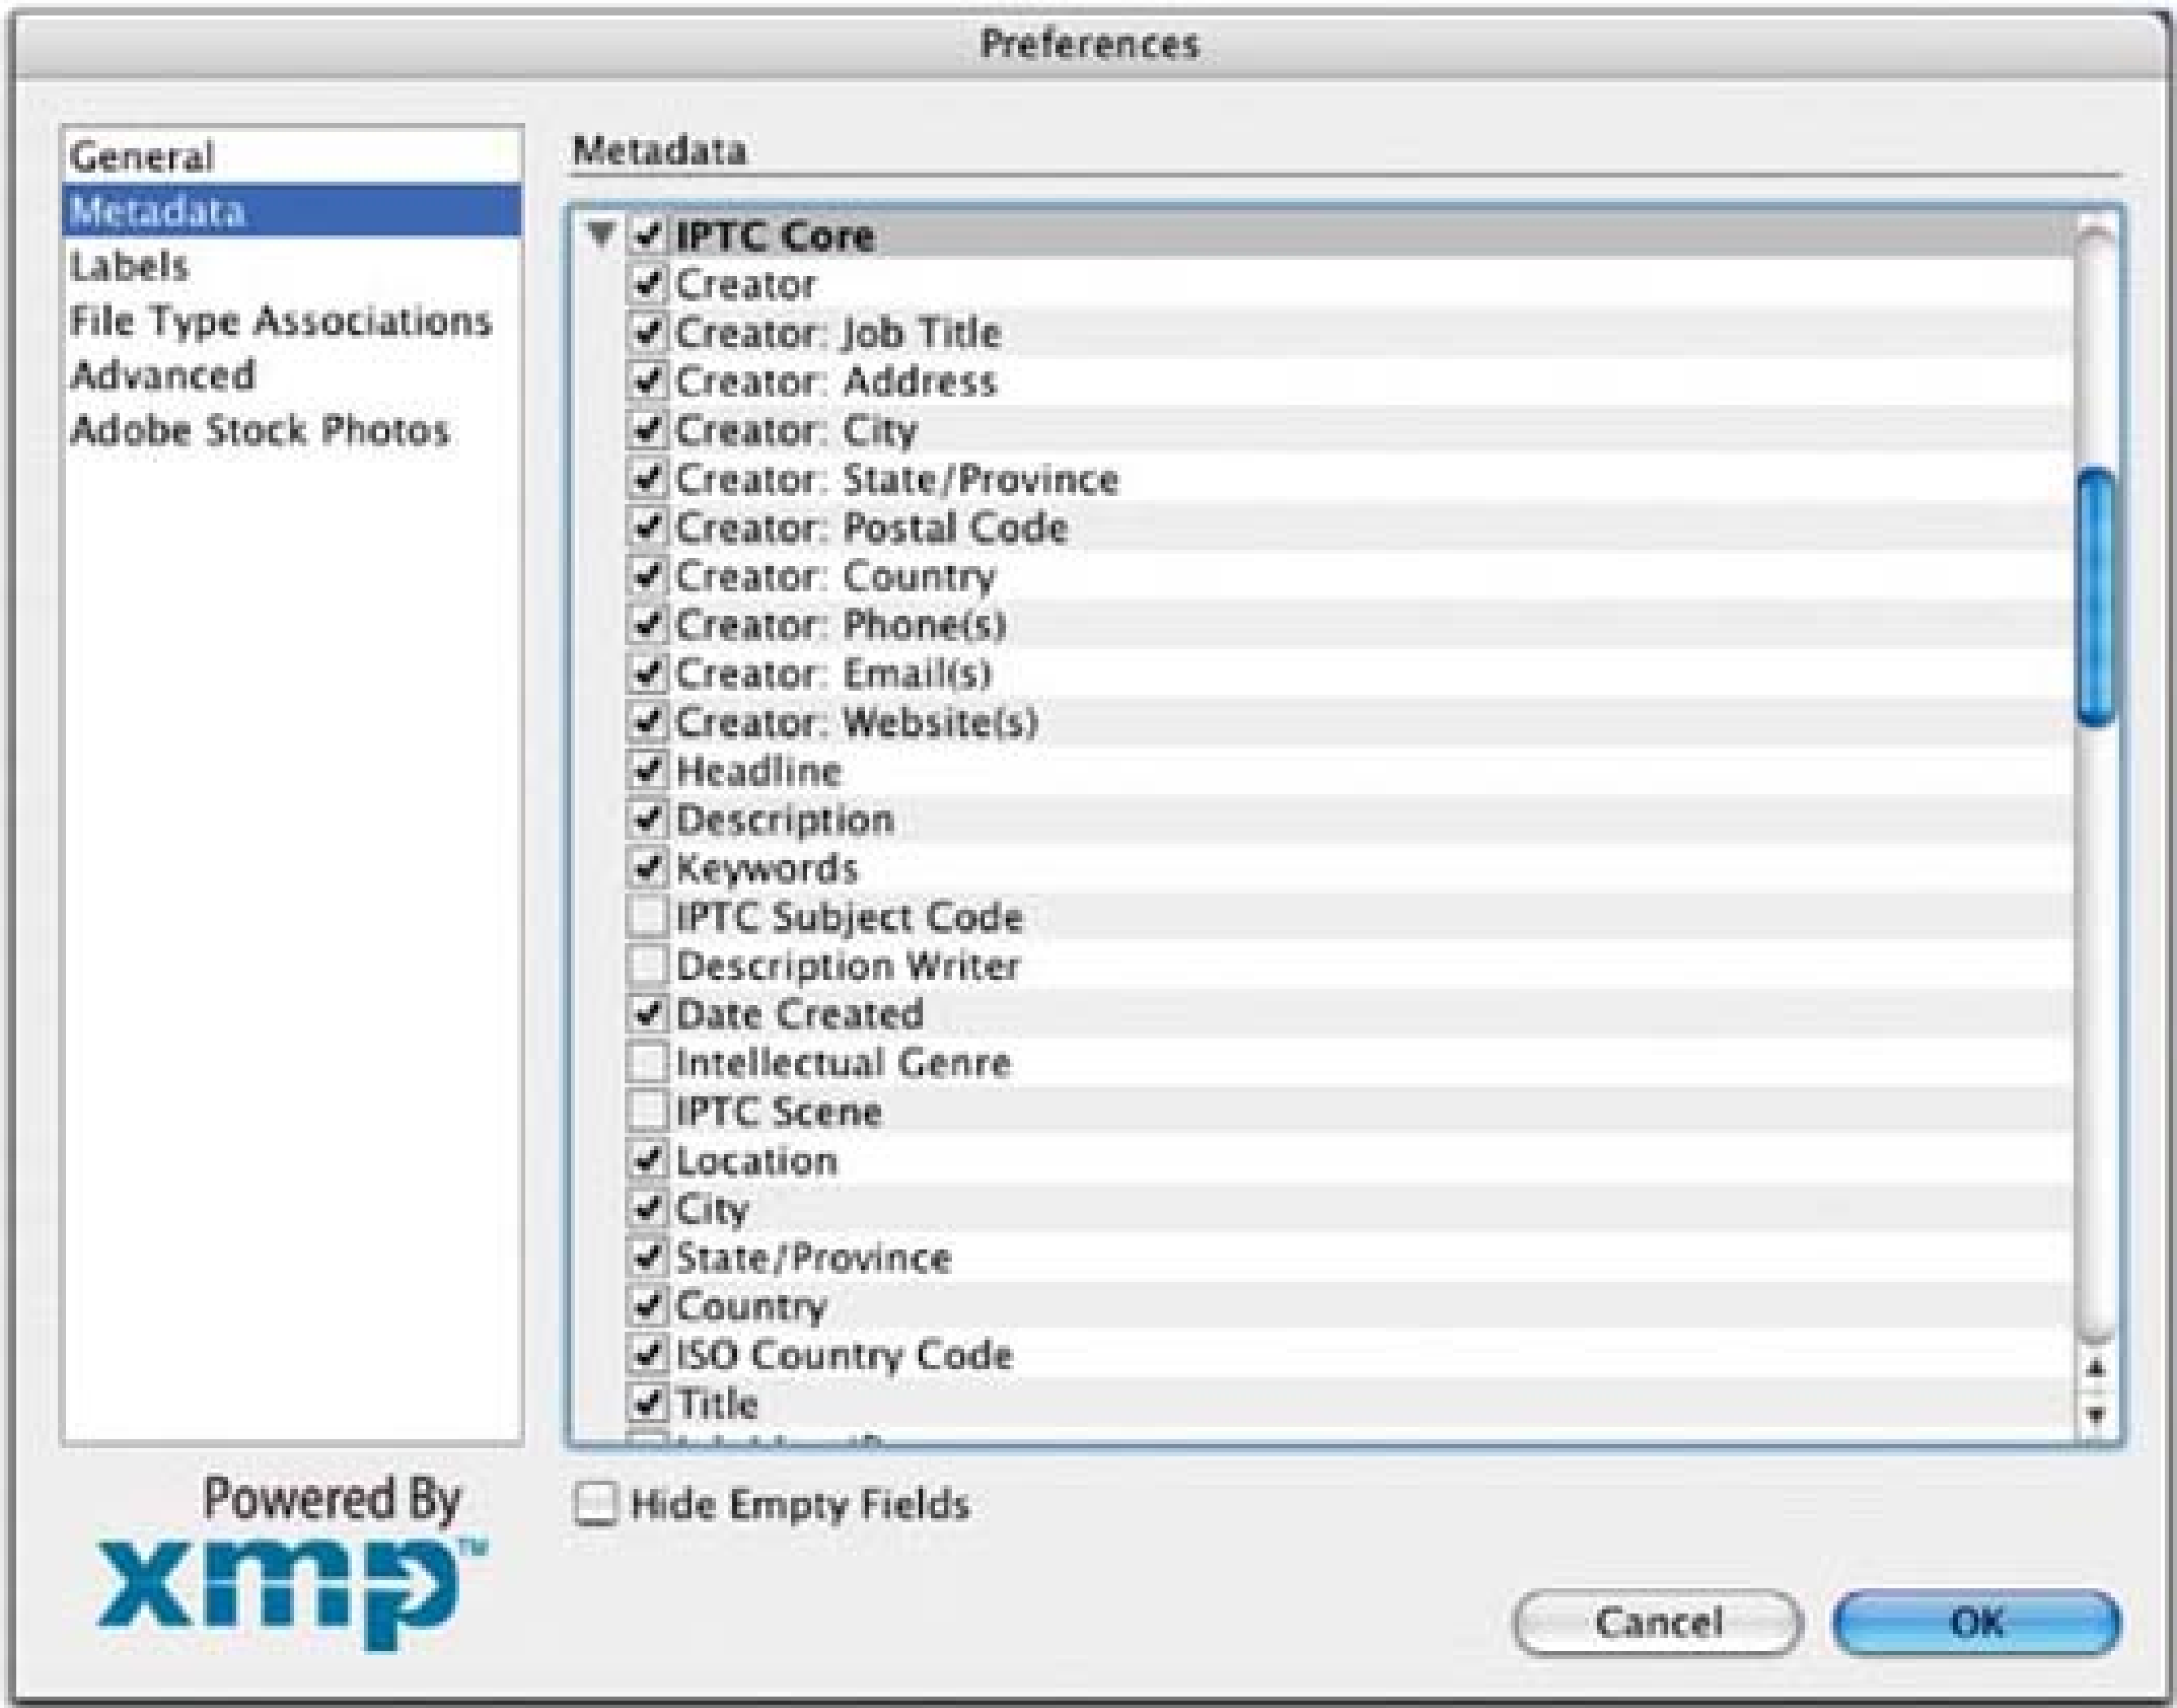 Preferences
General
Metadata
Labels
File Type Associations
Advanced
Adobe Stock Photos
Metadata
IPTC Core
Creator
Creator: Job Title
Creator: Address
Creator: City
Creator: State/Province
Creator: Postal Code
Creator: Country
Creator: Phone(s)
Creator: Email(s)
Creator: Website(s)
Headline
Description
Keywords
IPTC Subject Code
Description Writer
Date Created
Intellectual Genre
IPTC Scene
Location
City
State/Province
Country
ISO Country Code
Title
Powered By
xmp™
Hide Empty Fields
Cancel
OK